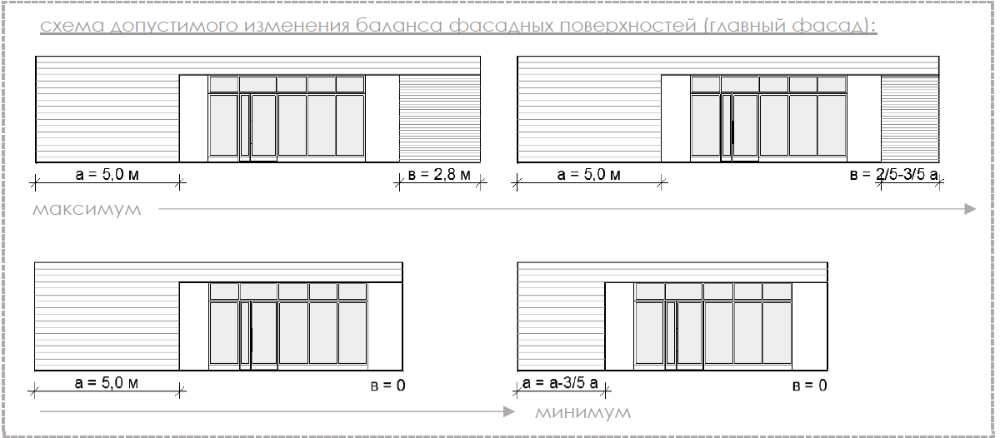 схема допустимого изменения баланса фасадных поверхностей (главный фасад):
а = 5,0 м
в = 2,8 м
а = 5,0 м
в = 2/5-3/5 а
максимум
а = 5,0 м
в = 0
а = а-3/5 а
в = 0
минимум